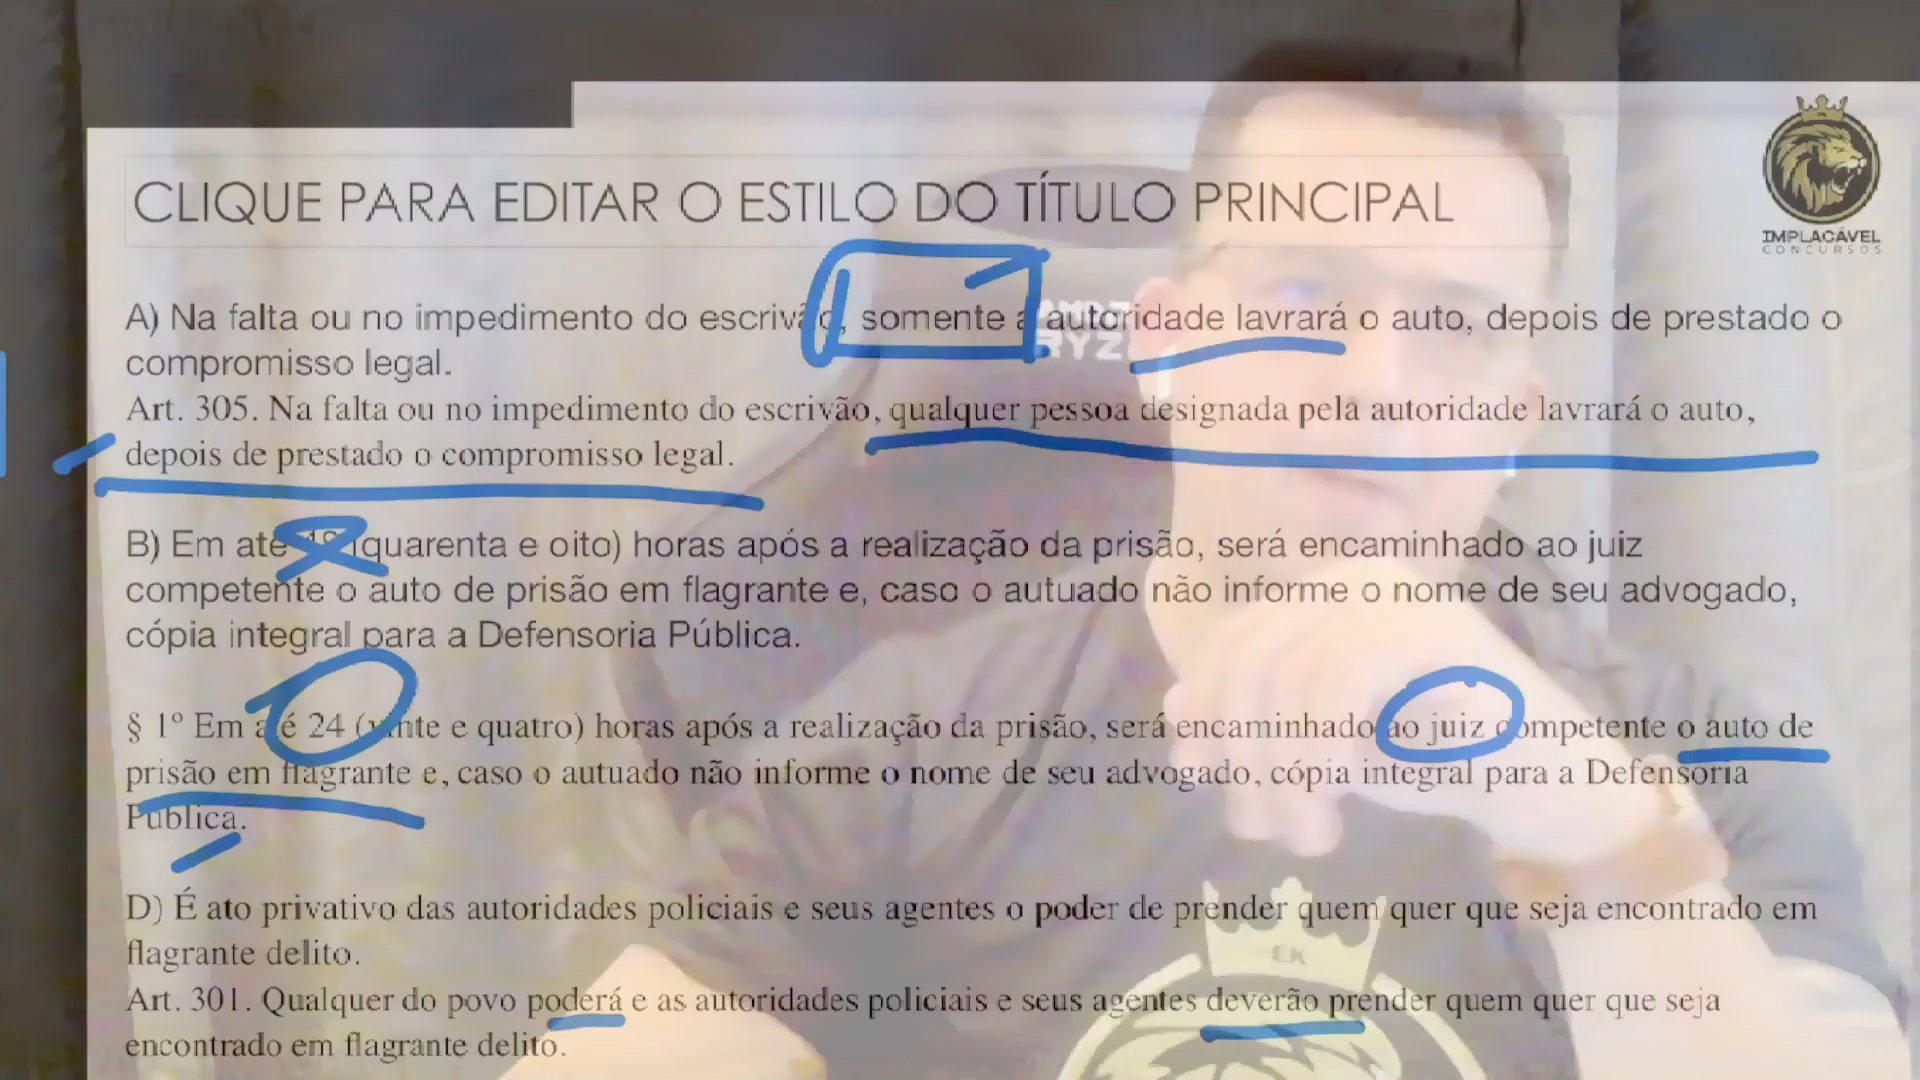 CLIQUE PARA EDITAR O ESTILO DO TÍTULO PRINCIPAL
IMPLACÁVEL
CONCURSOS
A) Na falta ou no impedimento do escrivão, somente a autoridade lavrará o auto, depois de prestado o
compromisso legal.
AMD
RYZ
Art. 305. Na falta ou no impedimento do escrivão, qualquer pessoa designada pela autoridade lavrará o auto,
depois de prestado o compromisso legal.
B) Em até 48 (quarenta e oito) horas após a realização da prisão, será encaminhado ao juiz
competente o auto de prisão em flagrante e, caso o autuado não informe o nome de seu advogado,
cópia integral para a Defensoria Pública.
§ 1º Em até 24 (vinte e quatro) horas após a realização da prisão, será encaminhado ao juiz competente o auto de
prisão em flagrante e, caso o autuado não informe o nome de seu advogado, cópia integral para a Defensoria
Pública.
D) É ato privativo das autoridades policiais e seus agentes o poder de prender quem quer que seja encontrado em
flagrante delito.
EK
Art. 301. Qualquer do povo poderá e as autoridades policiais e seus agentes deverão prender quem quer que seja
encontrado em flagrante delito.